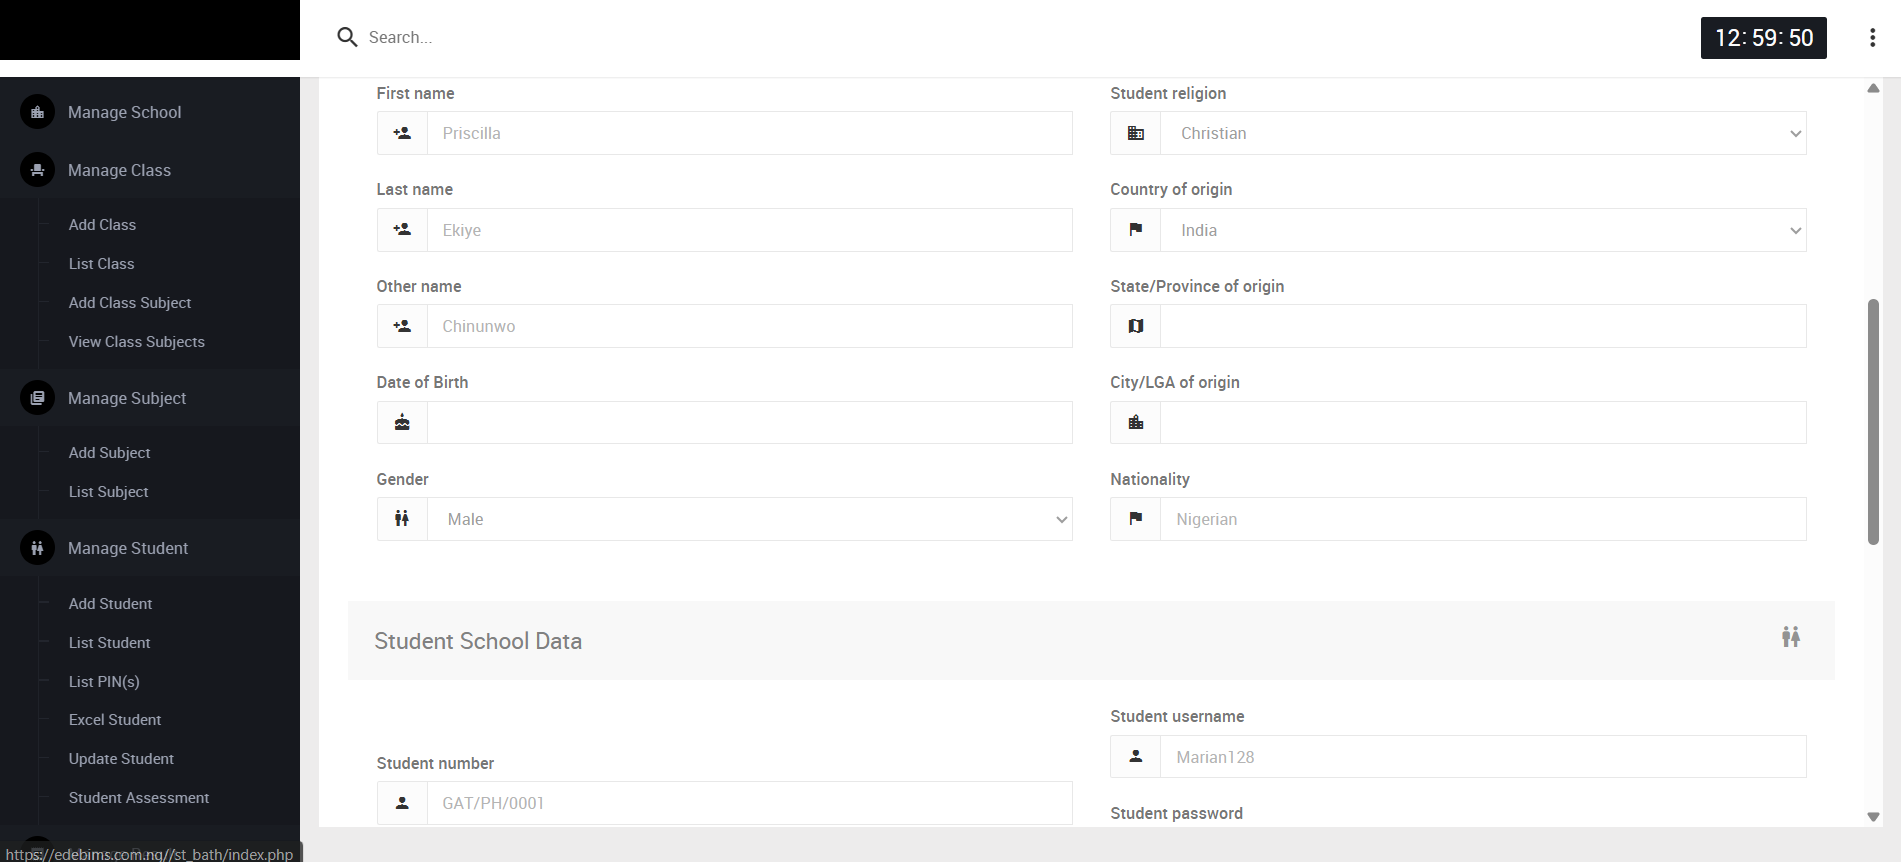 Search...
12: 59: 50
Manage School
Manage Class
Add Class
List Class
Add Class Subject
View Class Subjects
Manage Subject
Add Subject
List Subject
Manage Student
Add Student
List Student
List PIN(s)
Excel Student
Update Student
Student Assessment
https://edebims.com.ng//st_bath/index.php
First name
Priscilla
Last name
Ekiye
Other name
Chinunwo
Date of Birth
Gender
Male
Student religion
Christian
Country of origin
India
State/Province of origin
City/LGA of origin
Nationality
Nigerian
Student School Data
Student number
GAT/PH/0001
Student username
Marian128
Student password